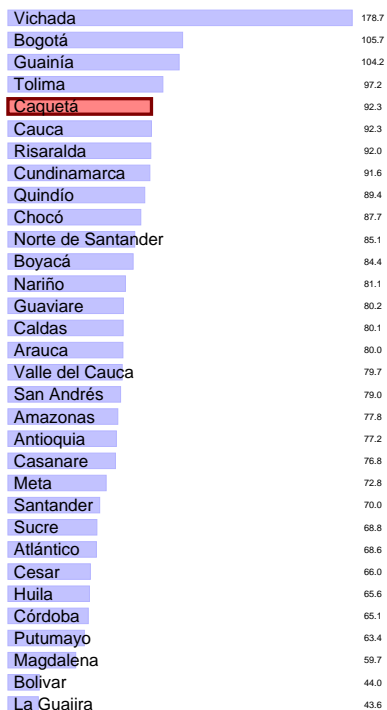 Vichada 178.7
Bogotá 105.7
Guainía 104.2
Tolima 97.2
Caquetá 92.3
Cauca 92.3
Risaralda 92.0
Cundinamarca 91.6
Quindío 89.4
Chocó 87.7
Norte de Santander 85.1
Boyacá 84.4
Nariño 81.1
Guaviare 80.2
Caldas 80.1
Arauca 80.0
Valle del Cauca 79.7
San Andrés 79.0
Amazonas 77.8
Antioquia 77.2
Casanare 76.8
Meta 72.8
Santander 70.0
Sucre 68.8
Atlántico 68.6
Cesar 66.0
Huila 65.6
Córdoba 65.1
Putumayo 63.4
Magdalena 59.7
Bolivar 44.0
La Guajira 43.6